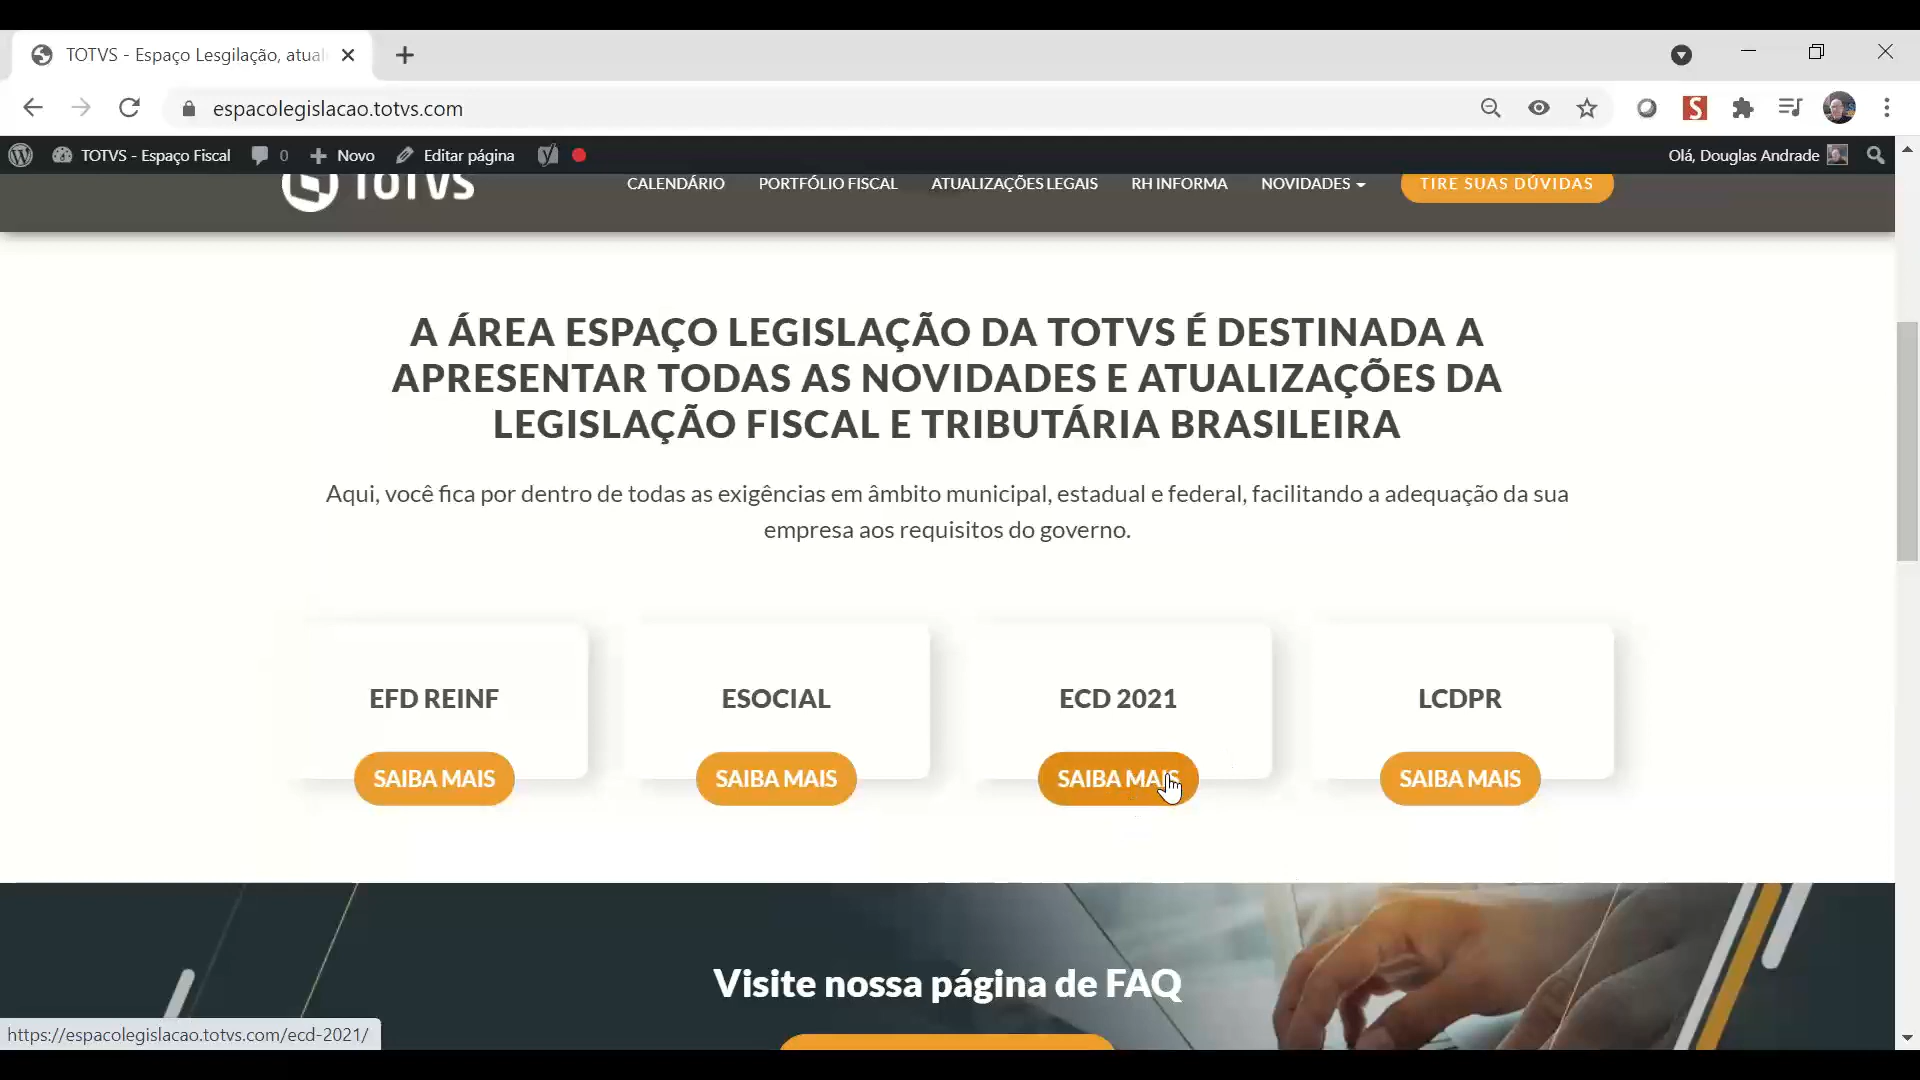 TOTVS - Espaço Lesgilação, atual
espacolegislacao.totvs.com
TOTVS - Espaço Fiscal 0 Novo Editar página Olá, Douglas Andrade
TOTVS CALENDÁRIO PORTFÓLIO FISCAL ATUALIZAÇÕES LEGAIS RH INFORMA NOVIDADES TIRE SUAS DÚVIDAS
A ÁREA ESPAÇO LEGISLAÇÃO DA TOTVS É DESTINADA A
APRESENTAR TODAS AS NOVIDADES E ATUALIZAÇÕES DA
LEGISLAÇÃO FISCAL E TRIBUTÁRIA BRASILEIRA
Aqui, você fica por dentro de todas as exigências em âmbito municipal, estadual e federal, facilitando a adequação da sua
empresa aos requisitos do governo.
EFD REINF ESOCIAL ECD 2021 LCDPR
SAIBA MAIS SAIBA MAIS SAIBA MAIS SAIBA MAIS
Visite nossa página de FAQ
https://espacolegislacao.totvs.com/ecd-2021/